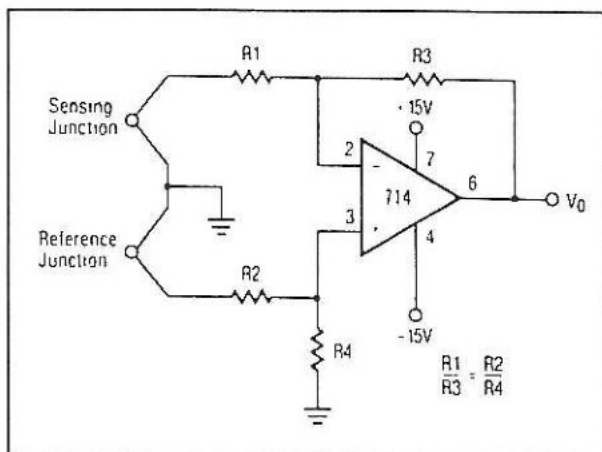 R1
R3
+15V
Sensing
Junction
2
-
7
714
6
V0
3
+
4
Reference
Junction
R2
R4
-15V
R1/R3 = R2/R4